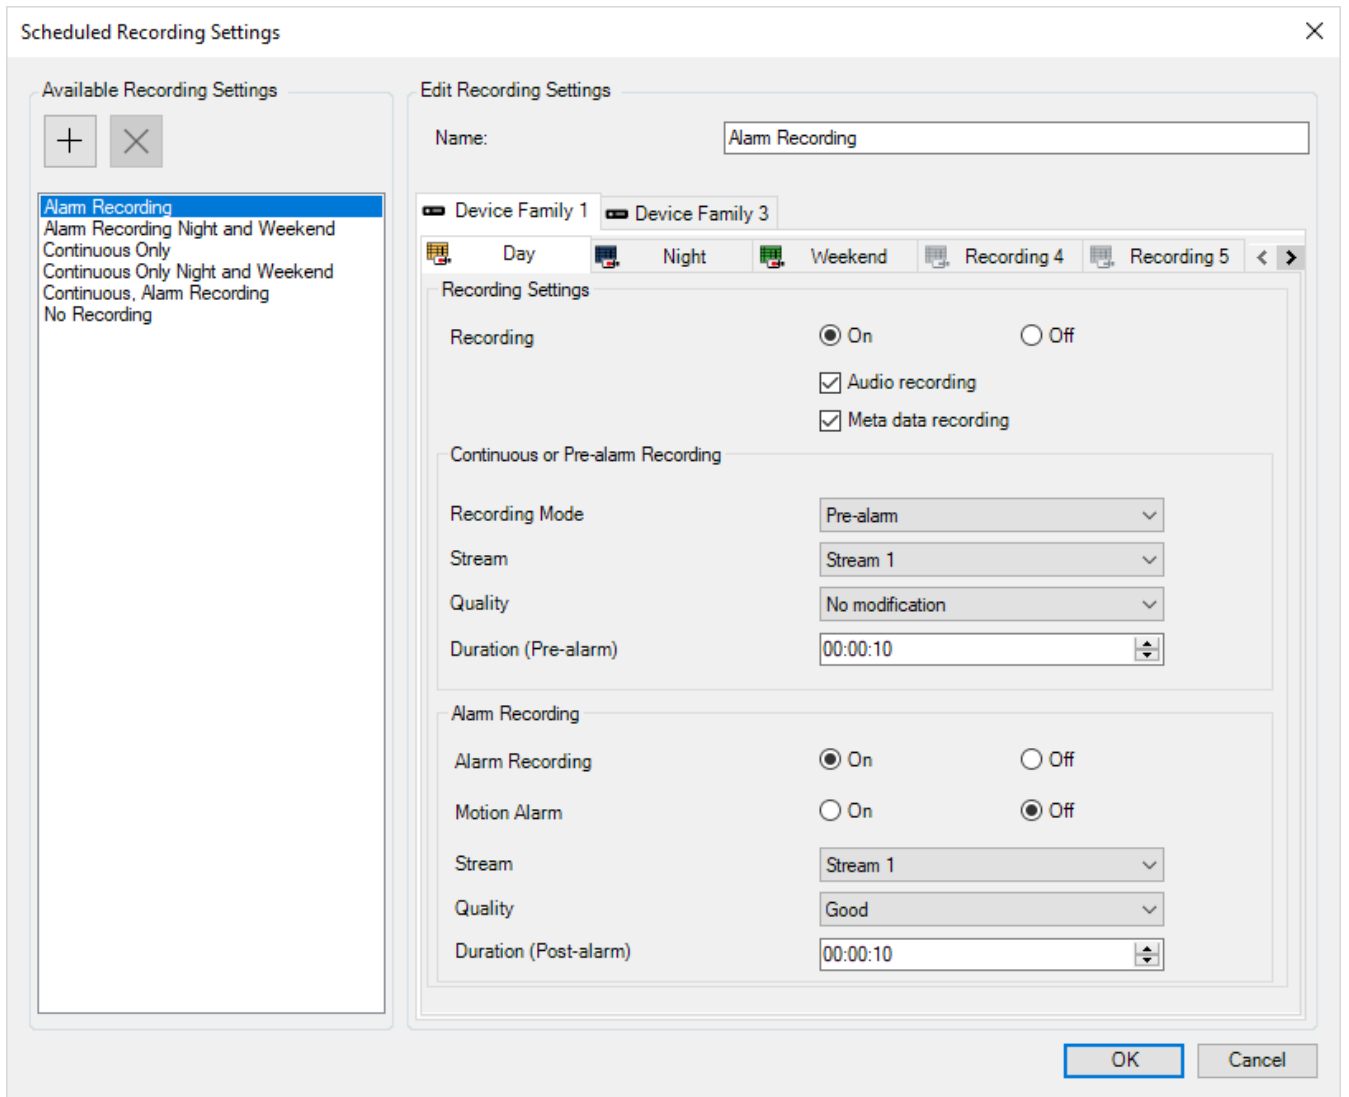 Scheduled Recording Settings
Available Recording Settings
Alarm Recording
Alarm Recording Night and Weekend
Continuous Only
Continuous Only Night and Weekend
Continuous, Alarm Recording
No Recording
Edit Recording Settings
Name: Alarm Recording
Device Family 1 Device Family 3
Day Night Weekend Recording 4 Recording 5
Recording Settings
Recording On Off
Audio recording
Meta data recording
Continuous or Pre-alarm Recording
Recording Mode Pre-alarm
Stream Stream 1
Quality No modification
Duration (Pre-alarm) 00:00:10
Alarm Recording
Alarm Recording On Off
Motion Alarm On Off
Stream Stream 1
Quality Good
Duration (Post-alarm) 00:00:10
OK Cancel